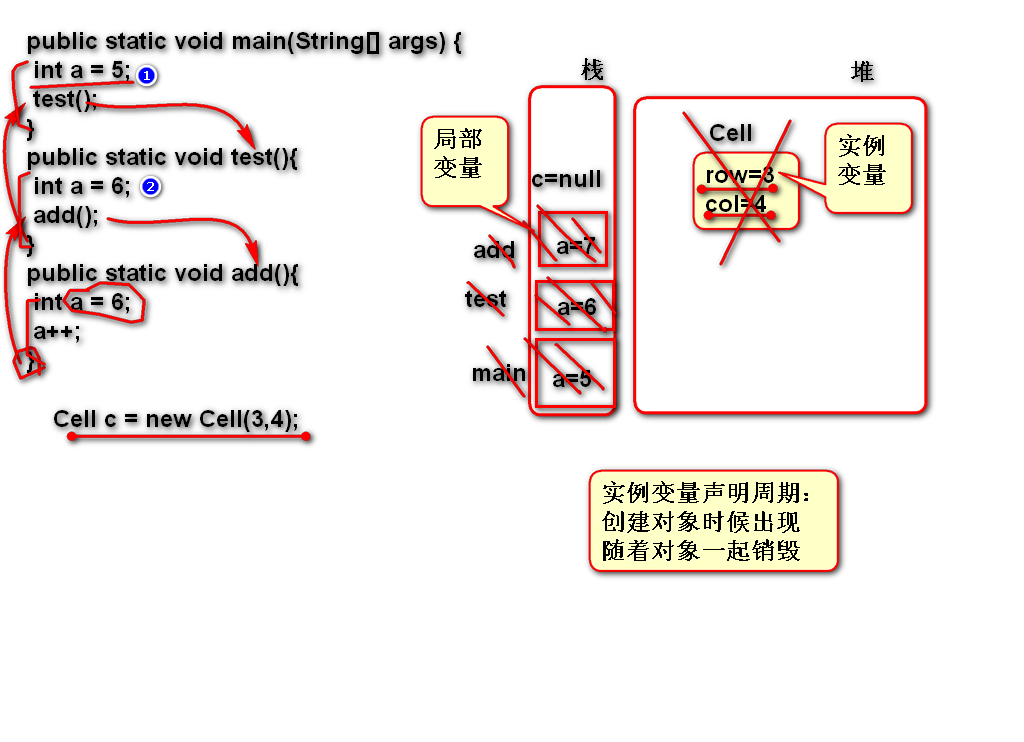 public static void main(String[] args) {
int a = 5; 1
test();
}
public static void test(){
int a = 6; 2
add();
}
public static void add(){
int a = 6;
a++;
}
Cell c = new Cell(3,4);
栈
堆
局部
变量
c=null
add
a=7
test
a=6
main
a=5
Cell
row=3
col=4
实例
变量
实例变量声明周期：
创建对象时候出现
随着对象一起销毁